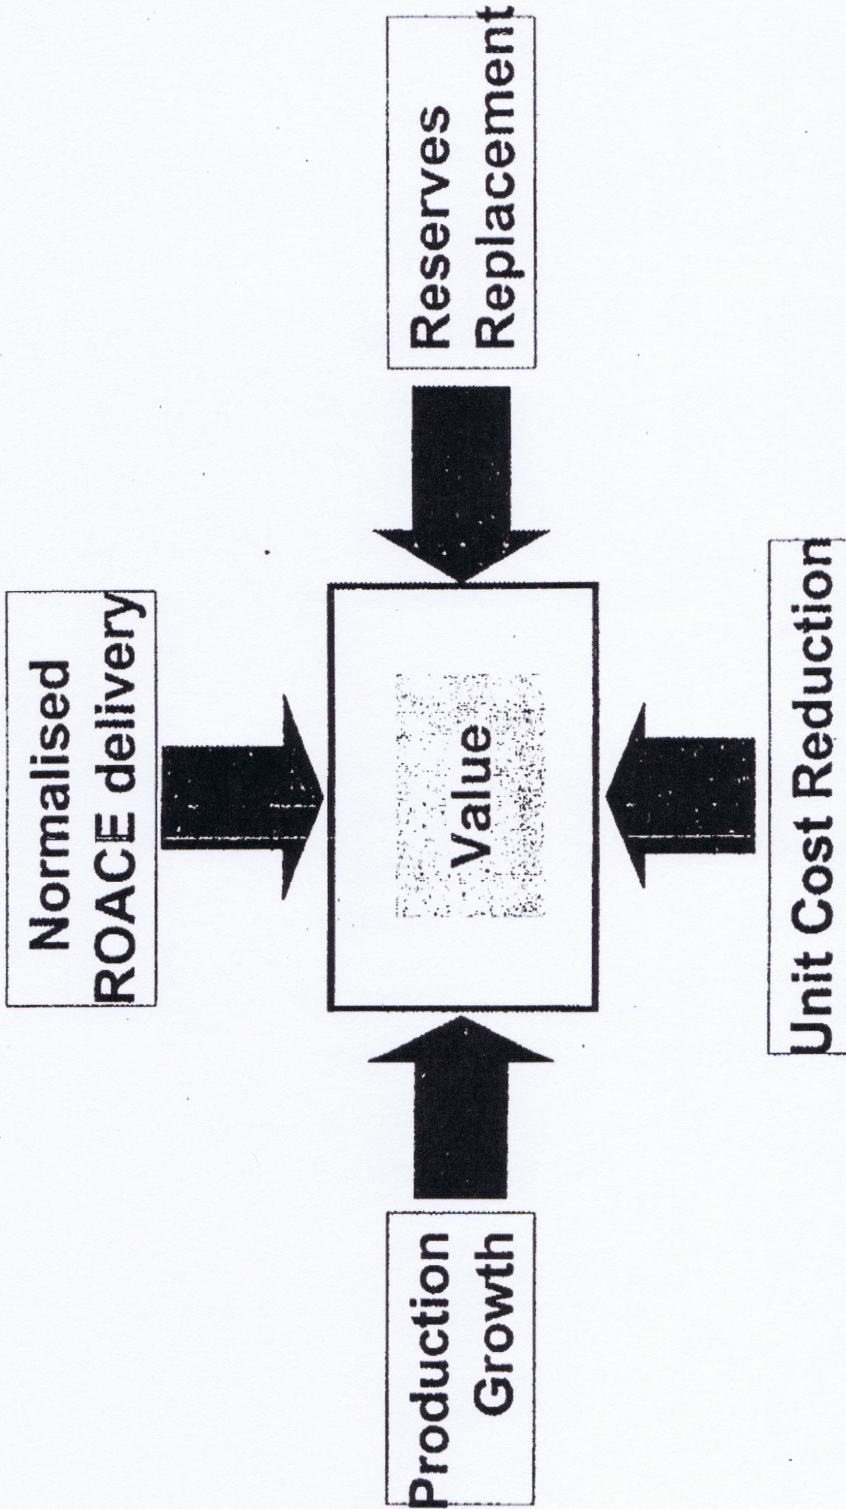 Normalised
ROACE delivery
Production
Growth
Value
Reserves
Replacement
Unit Cost Reduction